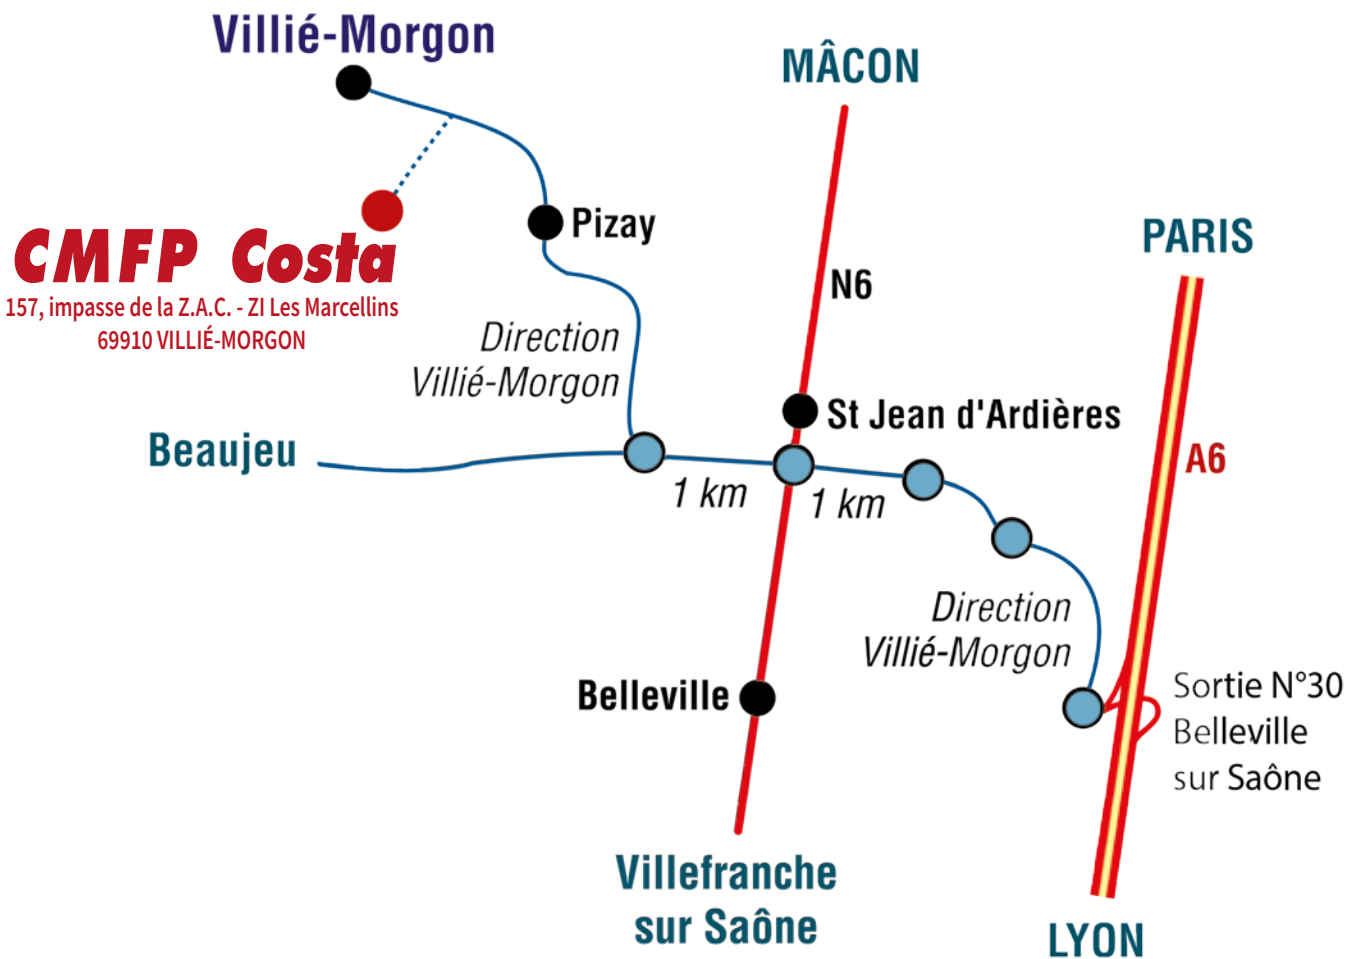 Villié-Morgon
MÂCON
Pizay
PARIS
CMFP Costa
157, impasse de la Z.A.C. - ZI Les Marcellins
69910 VILLIÉ-MORGON
N6
Direction
Villié-Morgon
St Jean d'Ardières
Beaujeu
A6
1 km
1 km
Direction
Villié-Morgon
Belleville
Sortie N°30
Belleville
sur Saône
Villefranche
sur Saône
LYON